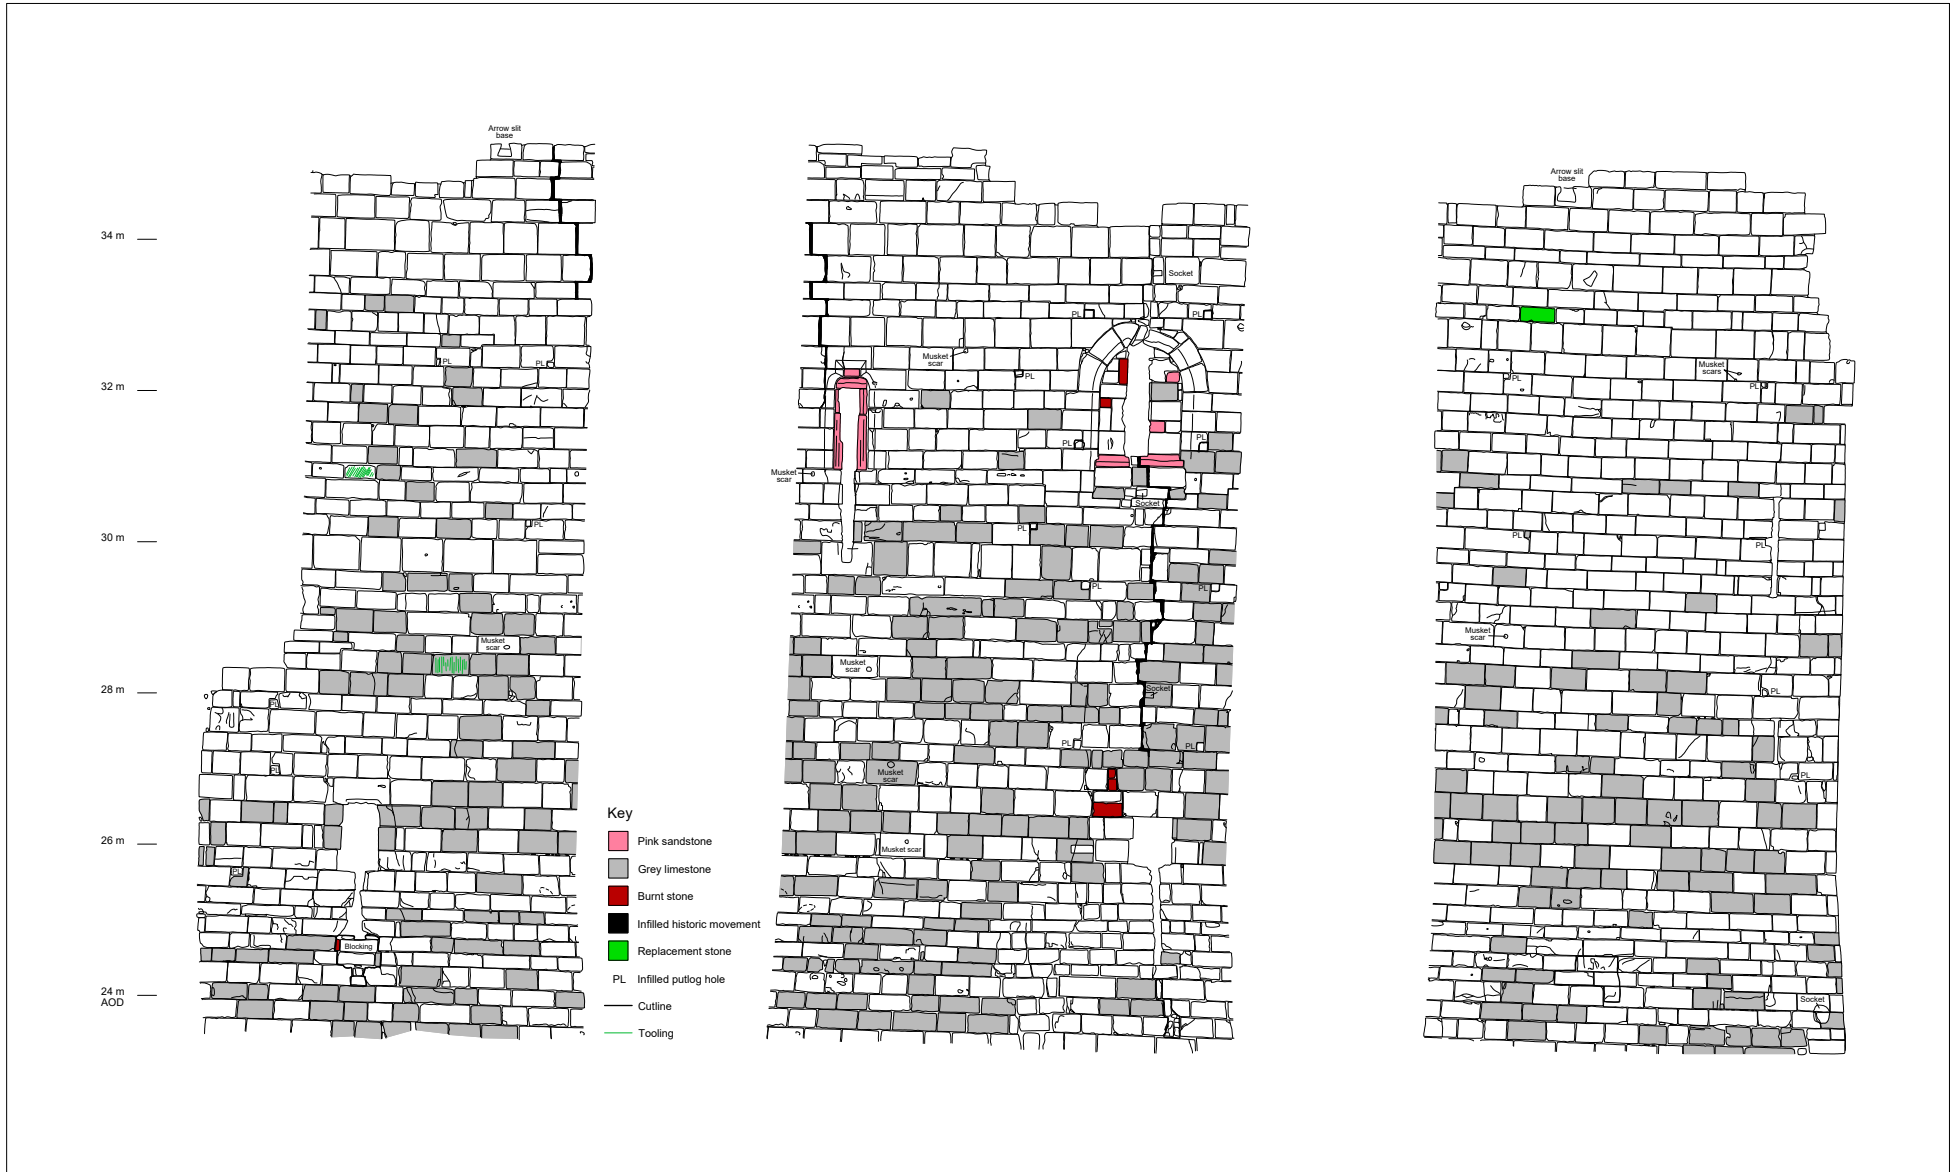 Arrow slit
base
Arrow slit
base
34 m
Socket
PL
PL
Musket
scar
PL
PL
PL
Musket
scars
PL
PL
32 m
PL
PL
Musket
scar
Socket
PL
PL
30 m
PL
PL
PL
PL
Musket
scar
Musket
scar
Musket
scar
28 m
PL
Socket
PL
PL
PL
PL
Musket
scar
PL
26 m
Musket scar
PL
Blocking
24 m
AOD
Socket
Key
Pink sandstone
Grey limestone
Burnt stone
Infilled historic movement
Replacement stone
PL Infilled putlog hole
Cutline
Tooling